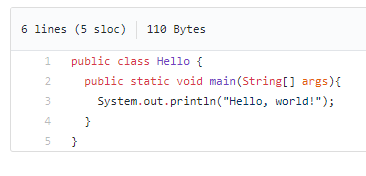 6 lines (5 sloc) 110 Bytes
1 public class Hello {
2   public static void main(String[] args){
3     System.out.println("Hello, world!");
4   }
5 }